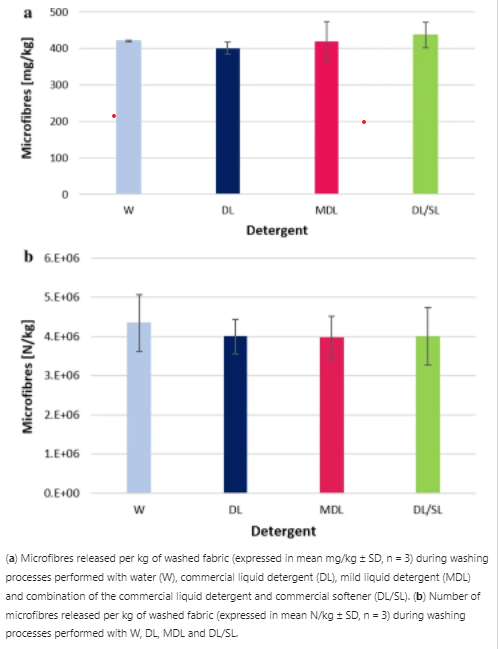 a
500
400
300
200
100
0
Microfibres [mg/kg]
W DL MDL DL/SL
Detergent
b
6.E+06
5.E+06
4.E+06
3.E+06
2.E+06
1.E+06
0.E+00
Microfibres [N/kg]
W DL MDL DL/SL
Detergent
(a) Microfibres released per kg of washed fabric (expressed in mean mg/kg ± SD, n = 3) during washing
processes performed with water (W), commercial liquid detergent (DL), mild liquid detergent (MDL)
and combination of the commercial liquid detergent and commercial softener (DL/SL). (b) Number of
microfibres released per kg of washed fabric (expressed in mean N/kg ± SD, n = 3) during washing
processes performed with W, DL, MDL and DL/SL.